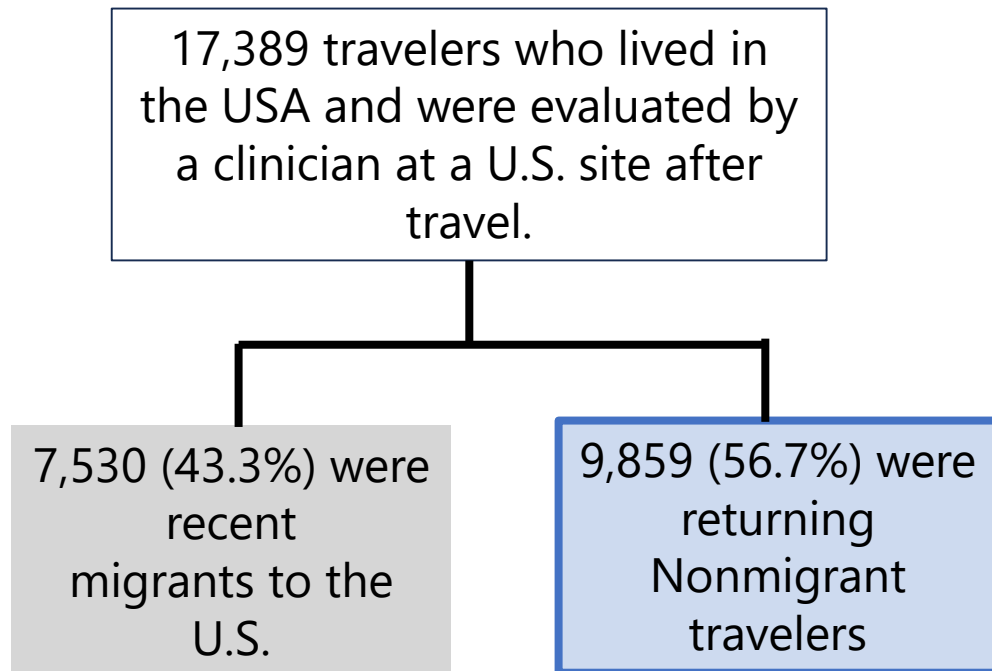 17,389 travelers who lived in
the USA and were evaluated by
a clinician at a U.S. site after
travel.
7,530 (43.3%) were
recent
migrants to the
U.S.
9,859 (56.7%) were
returning
Nonmigrant
travelers